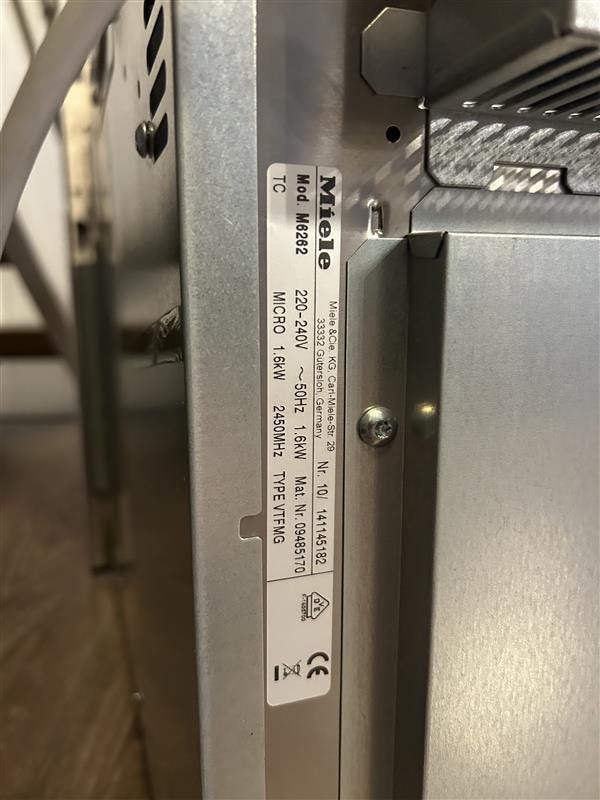 Miele
Miele &Cie. KG, Carl-Miele-Str. 29
33332 Gütersloh, Germany
Nr. 10/ 141145182
Mod. M6262 220-240V ~ 50Hz 1.6kW Mat. Nr. 09485170
TC MICRO 1.6kW 2450MHz TYPE VTFMG
DVE
CE